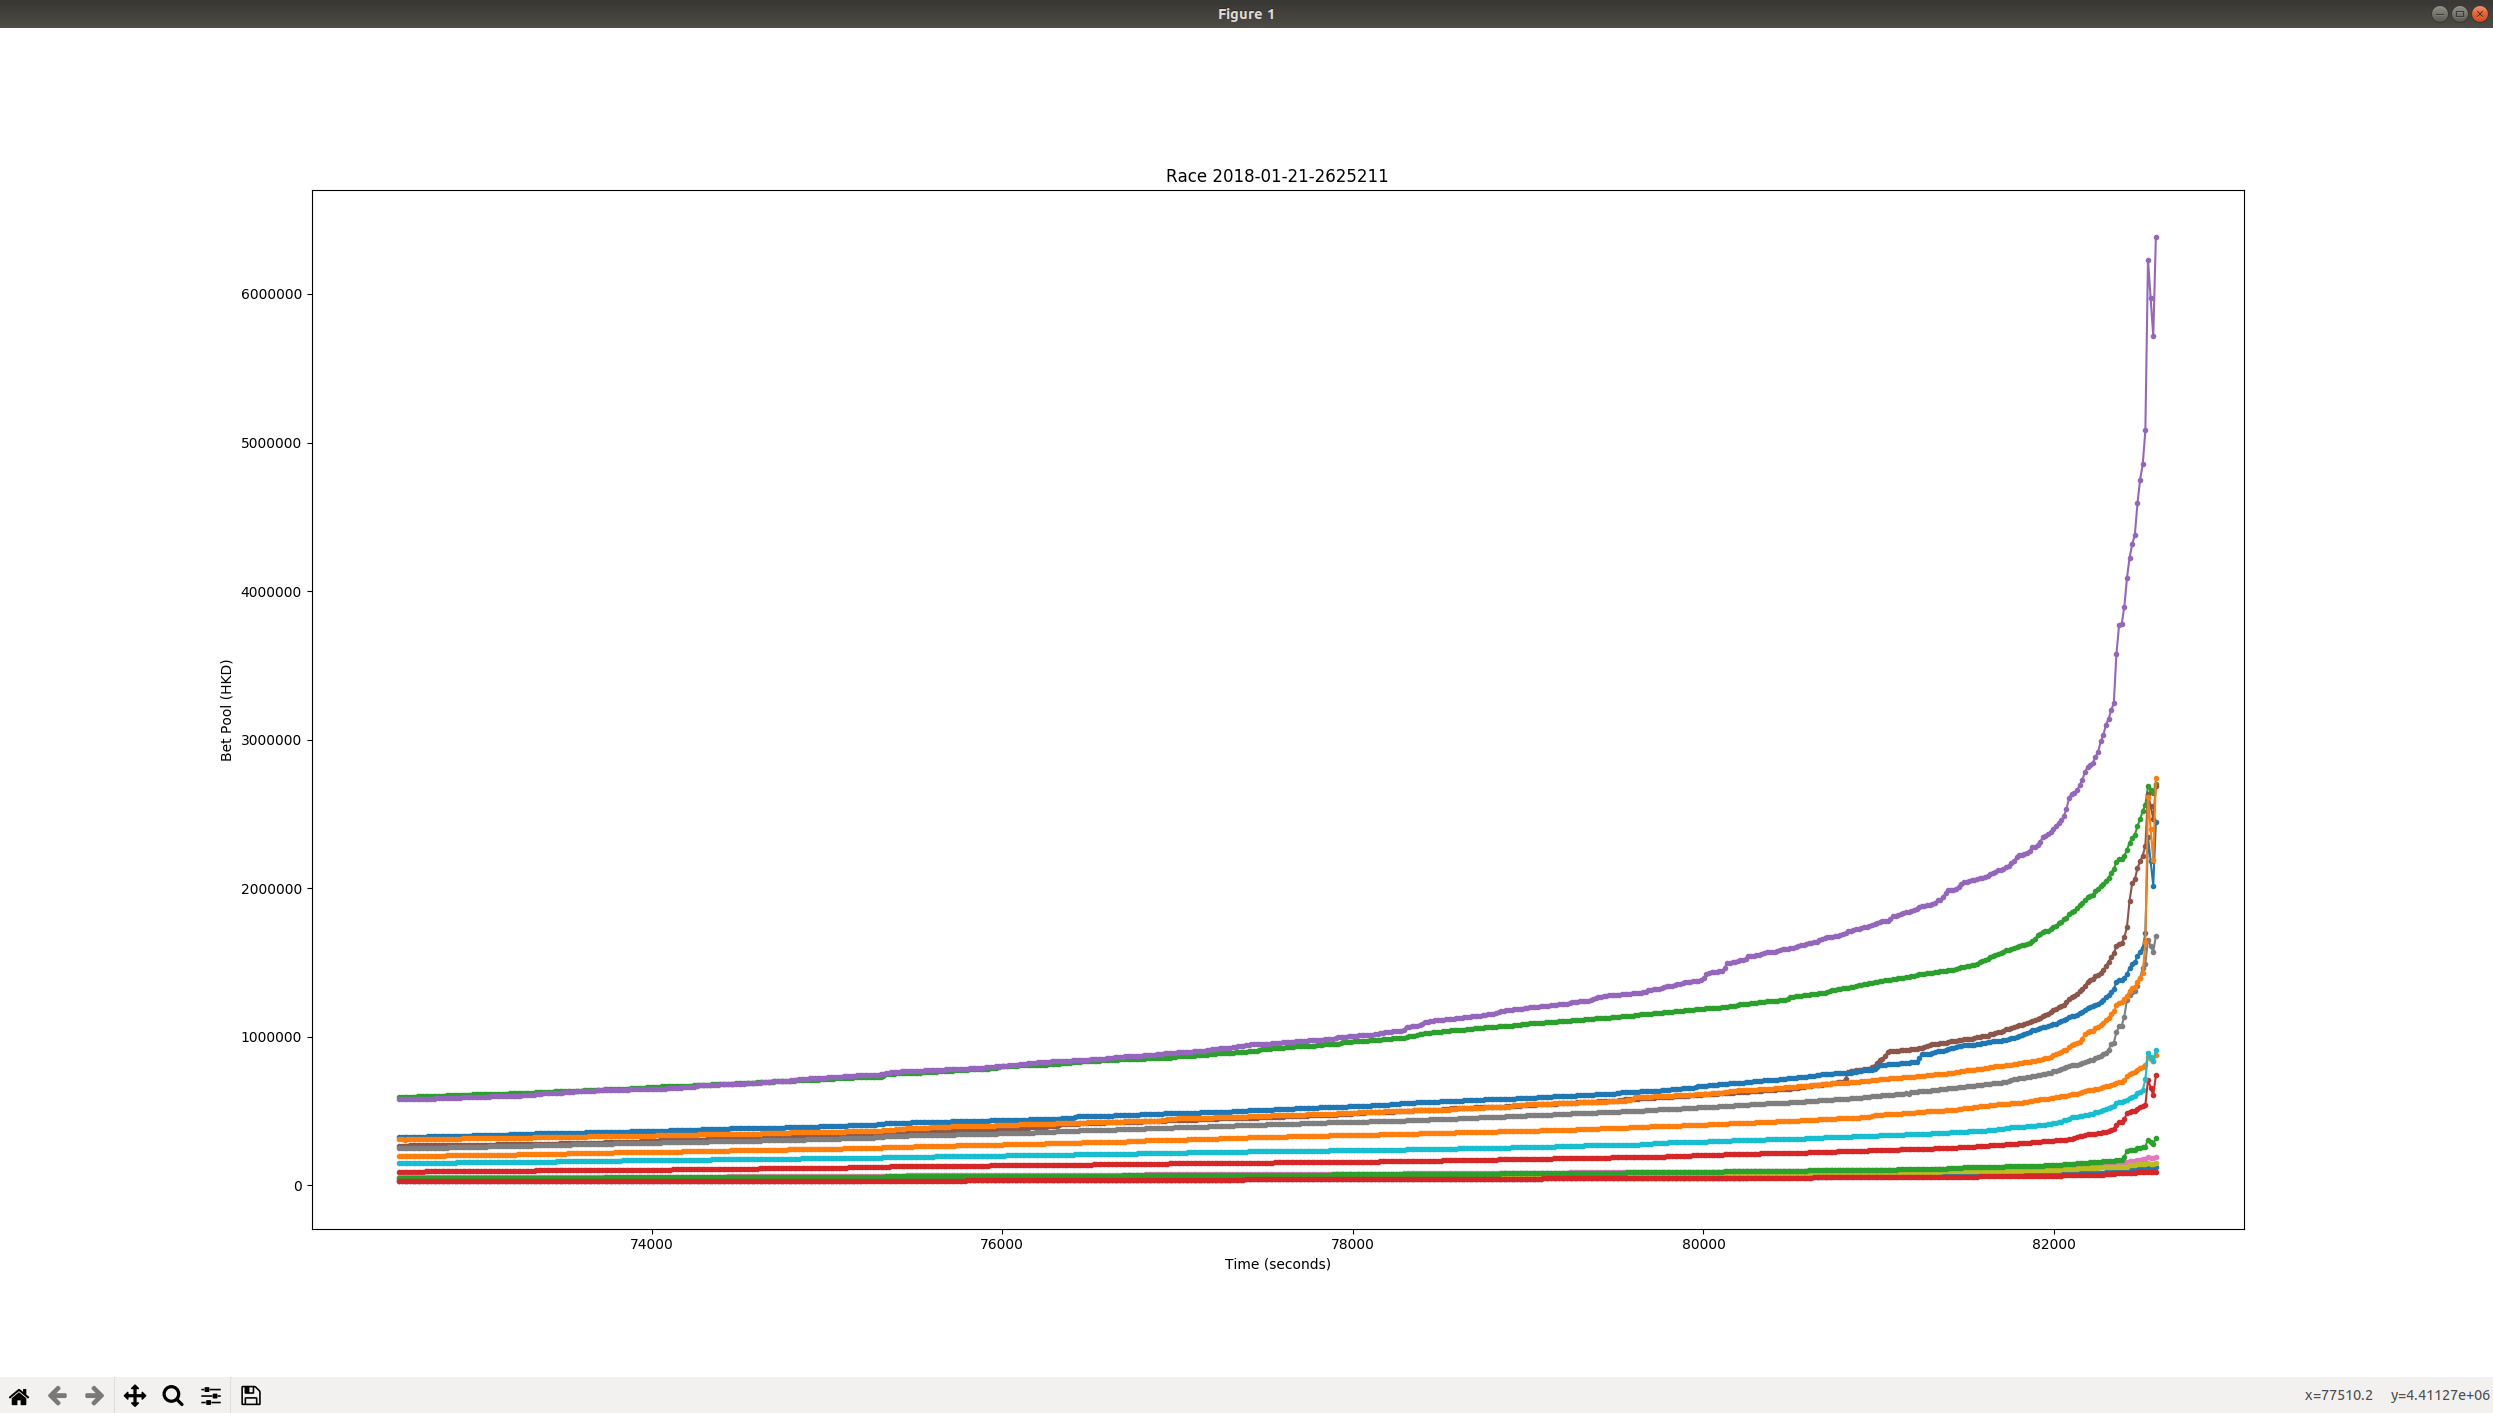 Figure 1
Race 2018-01-21-2625211
6000000
5000000
4000000
3000000
2000000
1000000
0
Bet Pool (HKD)
74000 76000 78000 80000 82000
Time (seconds)
x=77510.2 y=4.41127e+06